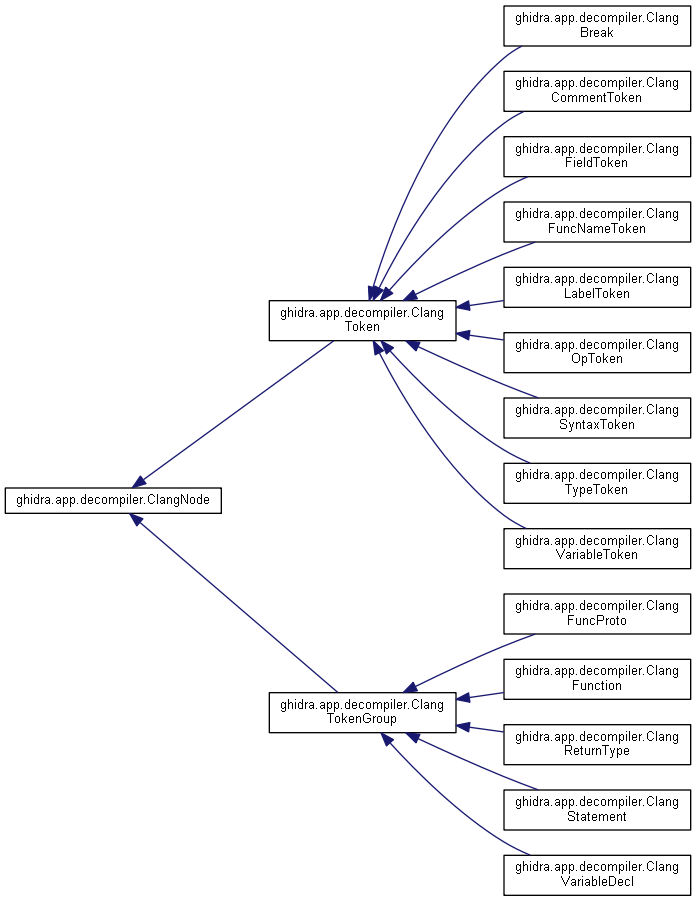 ghidra.app.decompiler.Clang
Break
ghidra.app.decompiler.Clang
CommentToken
ghidra.app.decompiler.Clang
FieldToken
ghidra.app.decompiler.Clang
FuncNameToken
ghidra.app.decompiler.Clang
LabelToken
ghidra.app.decompiler.Clang
Token
ghidra.app.decompiler.Clang
OpToken
ghidra.app.decompiler.Clang
SyntaxToken
ghidra.app.decompiler.Clang
TypeToken
ghidra.app.decompiler.ClangNode
ghidra.app.decompiler.Clang
VariableToken
ghidra.app.decompiler.Clang
FuncProto
ghidra.app.decompiler.Clang
Function
ghidra.app.decompiler.Clang
TokenGroup
ghidra.app.decompiler.Clang
ReturnType
ghidra.app.decompiler.Clang
Statement
ghidra.app.decompiler.Clang
VariableDecl